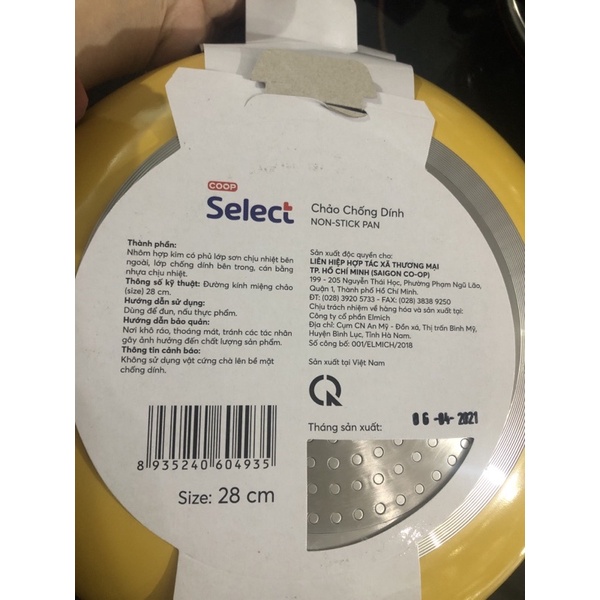 COOP
Select
Chảo Chống Dính
NON-STICK PAN
Thành phần:
Nhôm hợp kim có phủ lớp sơn chịu nhiệt bên
ngoài, lớp chống dính bên trong, cán bằng
nhựa chịu nhiệt.
Thông số kỹ thuật: Đường kính miệng chảo
(size) 28 cm.
Hướng dẫn sử dụng:
Dùng để đun, nấu thực phẩm.
Hướng dẫn bảo quản:
Nơi khô ráo, thoáng mát, tránh các tác nhân
gây ảnh hưởng đến chất lượng sản phẩm.
Thông tin cảnh báo:
Không sử dụng vật cứng chà lên bề mặt
chống dính.
Sản xuất độc quyền cho:
LIÊN HIỆP HỢP TÁC XÃ THƯƠNG MẠI
TP. HỒ CHÍ MINH (SAIGON CO-OP)
199 - 205 Nguyễn Thái Học, Phường Phạm Ngũ Lão,
Quận 1, Thành phố Hồ Chí Minh.
ĐT: (028) 3920 5733 - FAX: (028) 3838 9250
Chịu trách nhiệm về hàng hóa và sản xuất tại:
Công ty cổ phần Elmich
Địa chỉ: Cụm CN An Mỹ - Đồn xá, Thị trấn Bình Mỹ,
Huyện Bình Lục, Tỉnh Hà Nam.
Số công bố: 001/ELMICH/2018
Sản xuất tại Việt Nam
06-04-2021
Tháng sản xuất:
8 935240 604935
Size: 28 cm